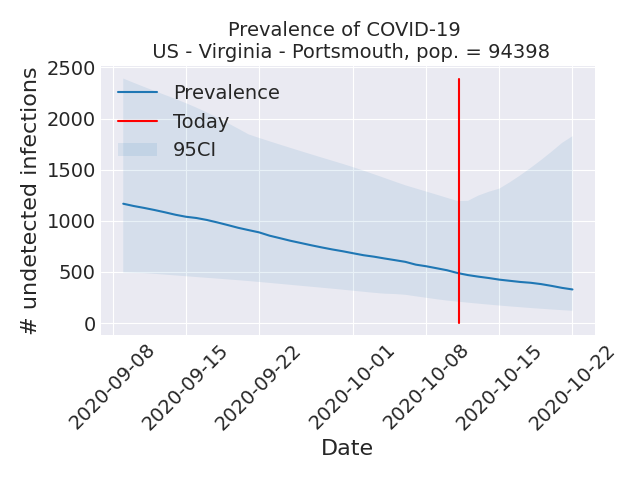 Prevalence of COVID-19
US - Virginia - Portsmouth, pop. = 94398
# undetected infections
2500
2000
1500
1000
500
0
Prevalence
Today
95CI
2020-09-08
2020-09-15
2020-09-22
2020-10-01
2020-10-08
2020-10-15
2020-10-22
Date